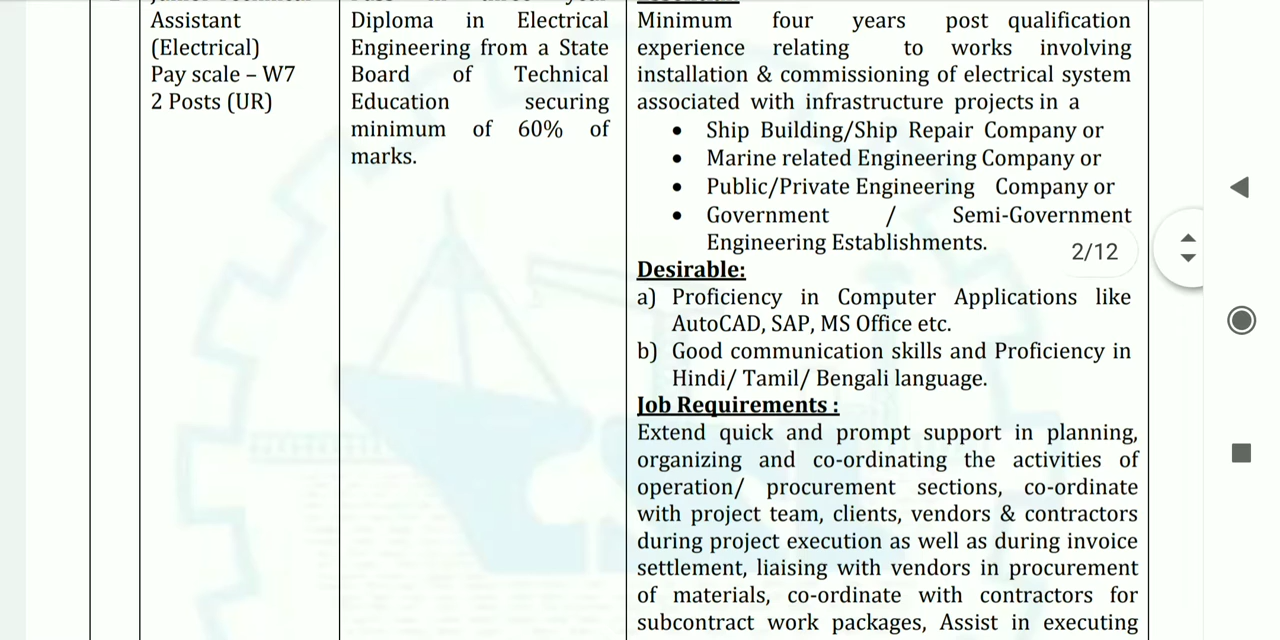 Assistant
(Electrical)
Pay scale – W7
2 Posts (UR)
Diploma in Electrical
Engineering from a State
Board of Technical
Education securing
minimum of 60% of
marks.
Minimum four years post qualification
experience relating to works involving
installation & commissioning of electrical system
associated with infrastructure projects in a
• Ship Building/Ship Repair Company or
• Marine related Engineering Company or
• Public/Private Engineering Company or
• Government / Semi-Government
Engineering Establishments.
2/12
Desirable:
a) Proficiency in Computer Applications like
AutoCAD, SAP, MS Office etc.
b) Good communication skills and Proficiency in
Hindi/ Tamil/ Bengali language.
Job Requirements :
Extend quick and prompt support in planning,
organizing and co-ordinating the activities of
operation/ procurement sections, co-ordinate
with project team, clients, vendors & contractors
during project execution as well as during invoice
settlement, liaising with vendors in procurement
of materials, co-ordinate with contractors for
subcontract work packages, Assist in executing